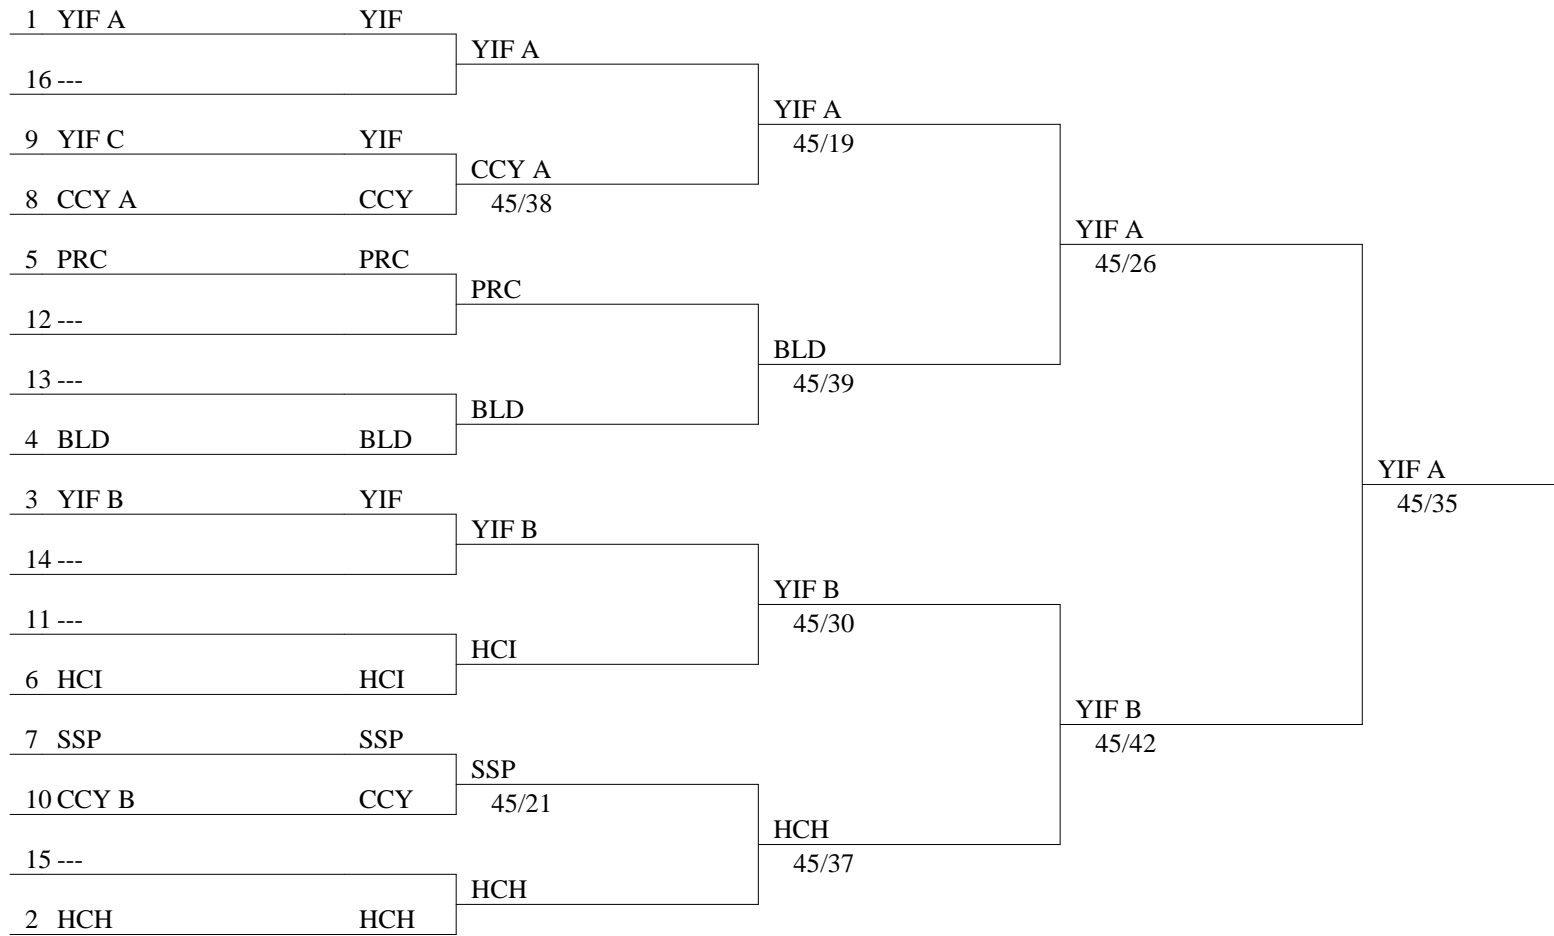 1 YIF A YIF
YIF A
16 ---
YIF A
45/19
9 YIF C YIF
CCY A
45/38
8 CCY A CCY
YIF A
45/26
5 PRC PRC
PRC
12 ---
BLD
45/39
13 ---
BLD
4 BLD BLD
YIF A
45/35
3 YIF B YIF
YIF B
14 ---
YIF B
45/30
11 ---
HCI
6 HCI HCI
YIF B
45/42
7 SSP SSP
SSP
45/21
10 CCY B CCY
HCH
45/37
15 ---
HCH
2 HCH HCH